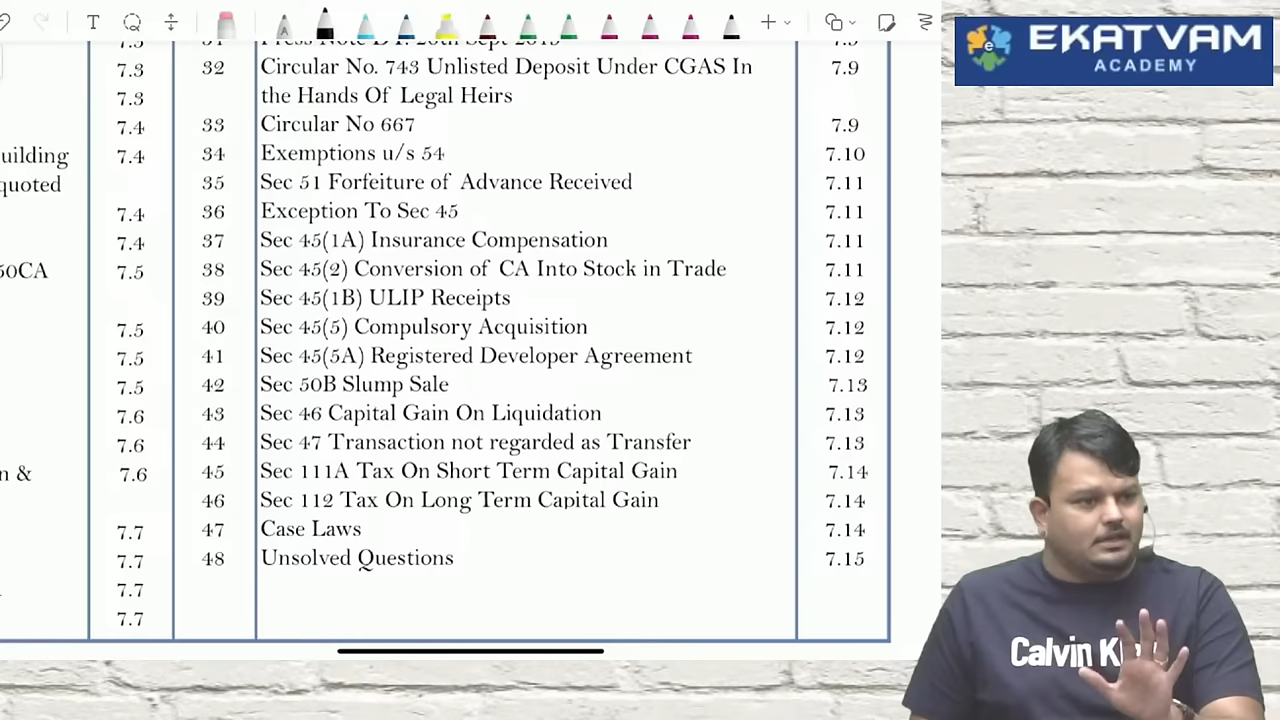 T
EKATVAM
ACADEMY
31 Press Note DT. 20th Sept 2013 7.9
7.3 32 Circular No. 743 Unlisted Deposit Under CGAS In 7.9
7.3 the Hands Of Legal Heirs
7.4 33 Circular No 667 7.9
uilding 7.4 34 Exemptions u/s 54 7.10
quoted 35 Sec 51 Forfeiture of Advance Received 7.11
7.4 36 Exception To Sec 45 7.11
7.4 37 Sec 45(1A) Insurance Compensation 7.11
50CA 7.5 38 Sec 45(2) Conversion of CA Into Stock in Trade 7.11
39 Sec 45(1B) ULIP Receipts 7.12
7.5 40 Sec 45(5) Compulsory Acquisition 7.12
7.5 41 Sec 45(5A) Registered Developer Agreement 7.12
7.5 42 Sec 50B Slump Sale 7.13
7.6 43 Sec 46 Capital Gain On Liquidation 7.13
7.6 44 Sec 47 Transaction not regarded as Transfer 7.13
n & 7.6 45 Sec 111A Tax On Short Term Capital Gain 7.14
46 Sec 112 Tax On Long Term Capital Gain 7.14
7.7 47 Case Laws 7.14
7.7 48 Unsolved Questions 7.15
7.7
7.7
Calvin K